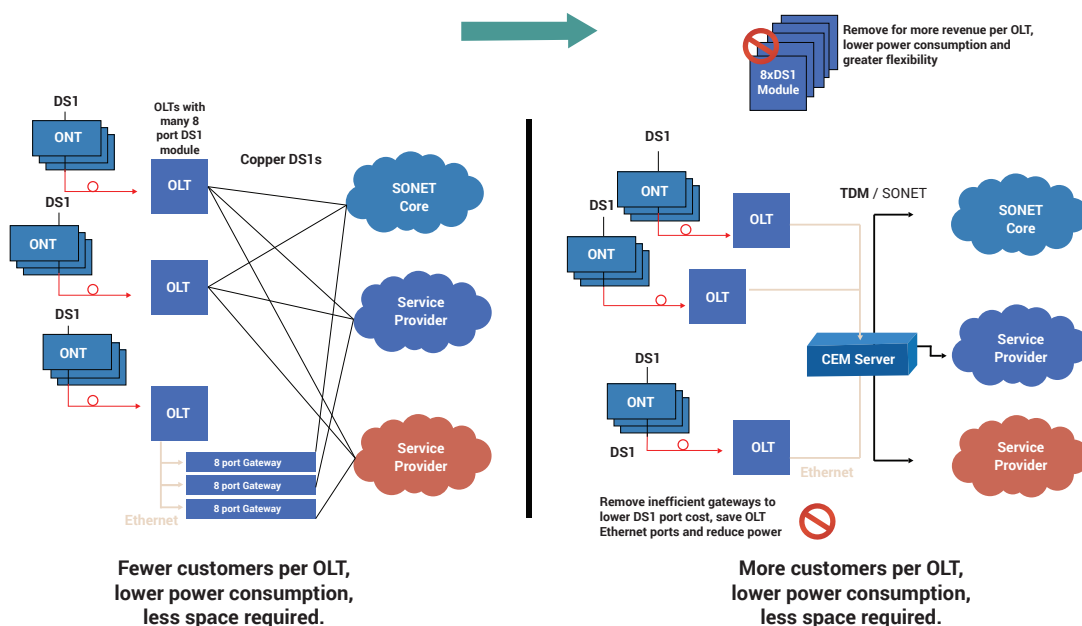 DS1
ONT
DS1
ONT
DS1
ONT
OLTs with
many 8
port DS1
module
OLT
OLT
OLT
Copper DS1s
SONET
Core
Service
Provider
Service
Provider
8 port Gateway
8 port Gateway
8 port Gateway
Ethernet
Fewer customers per OLT,
lower power consumption,
less space required.
8xDS1
Module
Remove for more revenue per OLT,
lower power consumption and
greater flexibility
DS1
ONT
DS1
ONT
OLT
OLT
DS1
ONT
DS1
OLT
TDM / SONET
CEM Server
Ethernet
SONET
Core
Service
Provider
Service
Provider
Remove inefficient gateways to
lower DS1 port cost, save OLT
Ethernet ports and reduce power
More customers per OLT,
lower power consumption,
less space required.